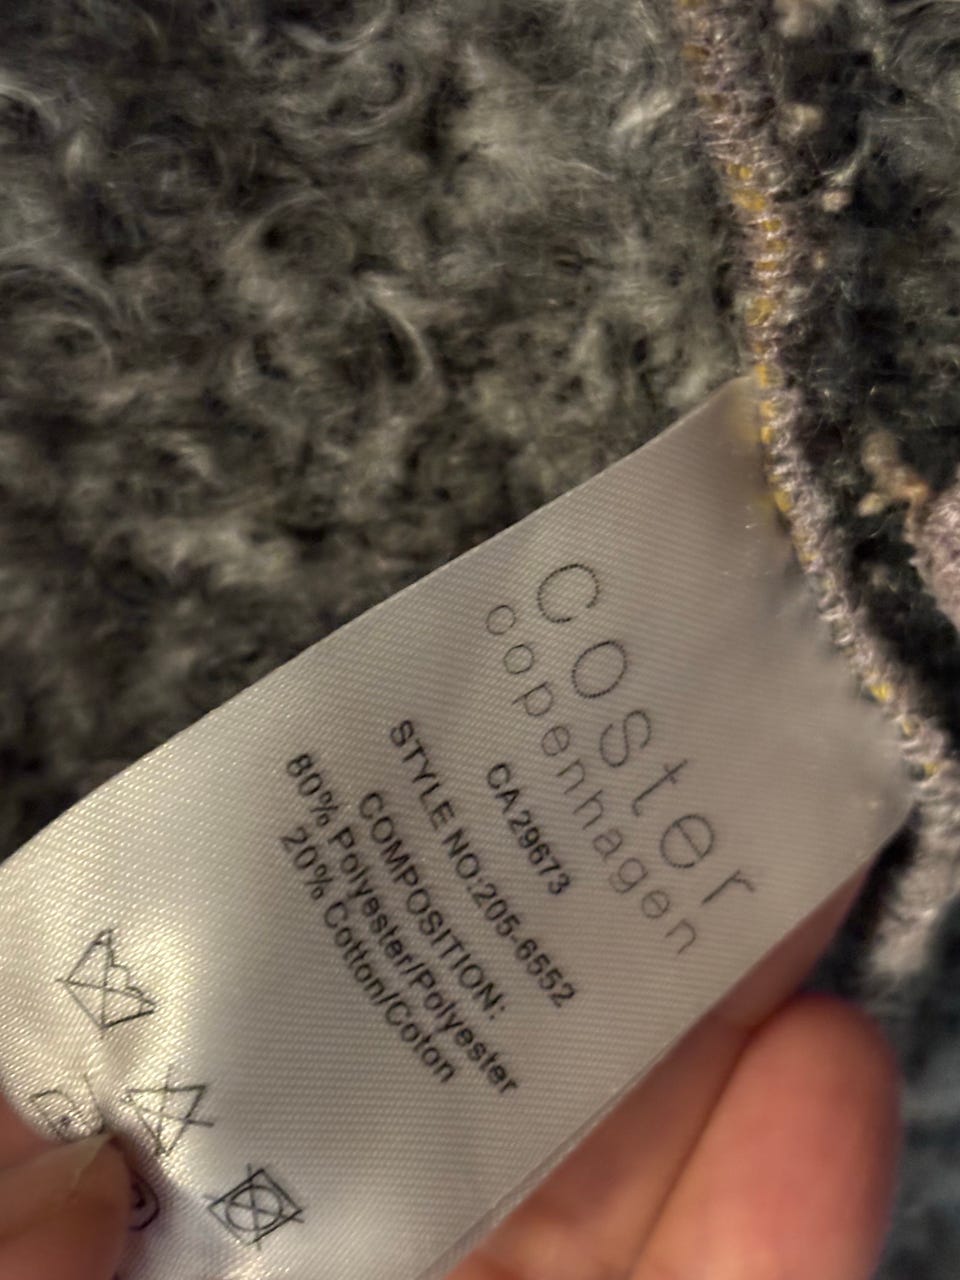 coster
copenhagen
CA29673
STYLE NO:205-6552
COMPOSITION:
80% Polyester/Polyester
20% Cotton/Coton